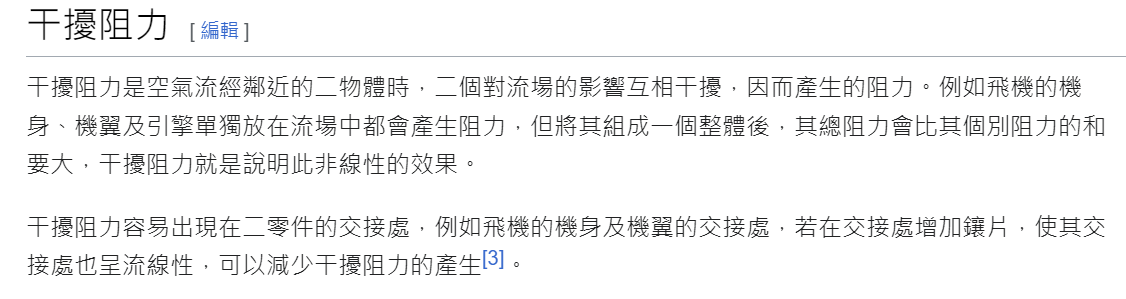 干擾阻力 [編輯]
干擾阻力是空氣流經鄰近的二物體時，二個對流場的影響互相干擾，因而產生的阻力。例如飛機的機
身、機翼及引擎單獨放在流場中都會產生阻力，但將其組成一個整體後，其總阻力會比其個別阻力的和
要大，干擾阻力就是說明此非線性的效果。
干擾阻力容易出現在二零件的交接處，例如飛機的機身及機翼的交接處，若在交接處增加鑲片，使其交
接處也呈流線性，可以減少干擾阻力的產生[3]。